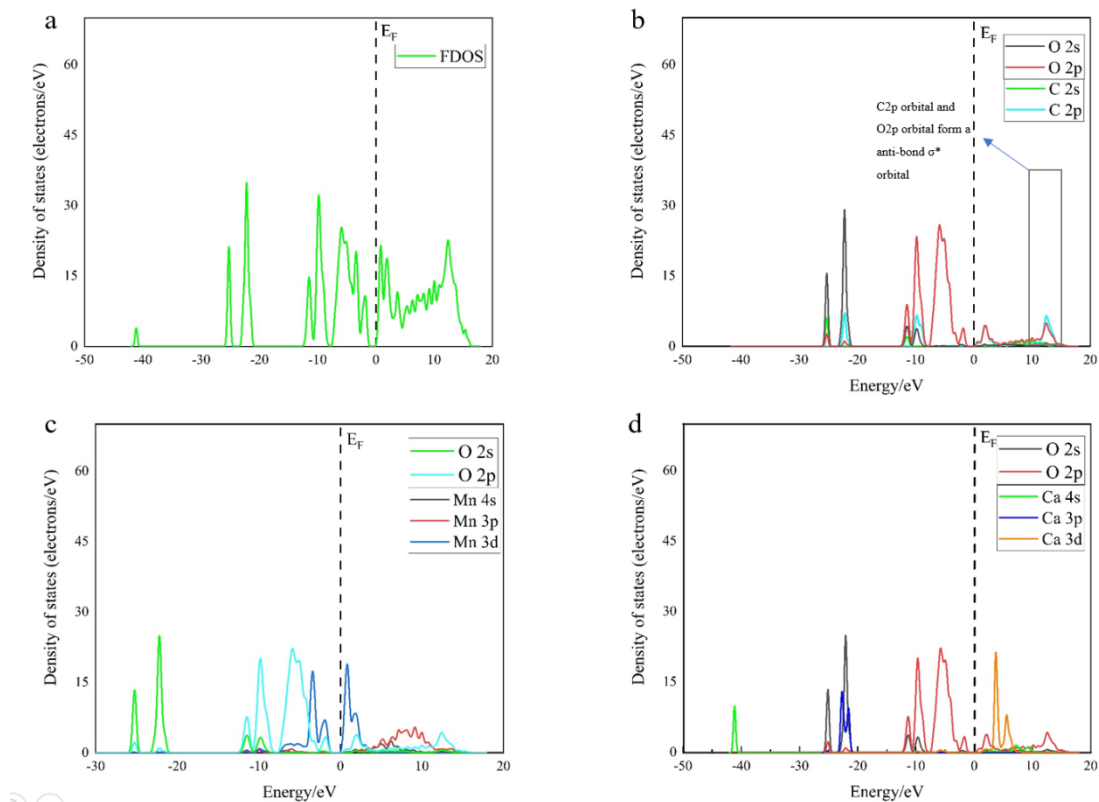 a
E_F
FDOS
Density of states (electrons/eV)
60
45
30
15
0
-50 -40 -30 -20 -10 0 10 20
Energy/eV
b
E_F
O 2s
O 2p
C 2s
C 2p
C2p orbital and
O2p orbital form a
anti-bond σ*
orbital
Density of states (electrons/eV)
60
45
30
15
0
-50 -40 -30 -20 -10 0 10 20
Energy/eV
c
E_F
O 2s
O 2p
Mn 4s
Mn 3p
Mn 3d
Density of states (electrons/eV)
60
45
30
15
0
-30 -20 -10 0 10 20
Energy/eV
d
E_F
O 2s
O 2p
Ca 4s
Ca 3p
Ca 3d
Density of states (electrons/eV)
60
45
30
15
0
-50 -40 -30 -20 -10 0 10 20
Energy/eV